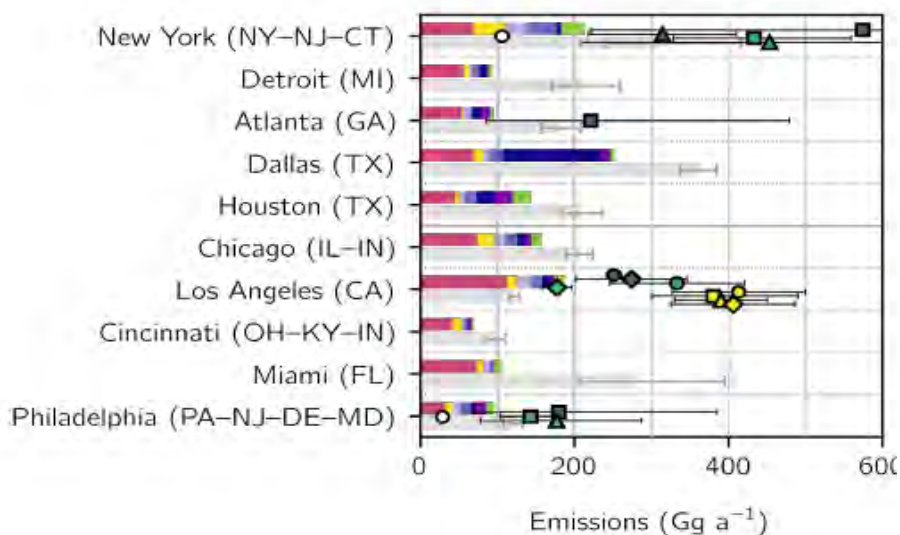 New York (NY–NJ–CT)
Detroit (MI)
Atlanta (GA)
Dallas (TX)
Houston (TX)
Chicago (IL–IN)
Los Angeles (CA)
Cincinnati (OH–KY–IN)
Miami (FL)
Philadelphia (PA–NJ–DE–MD)
0 200 400 600
Emissions (Gg a⁻¹)